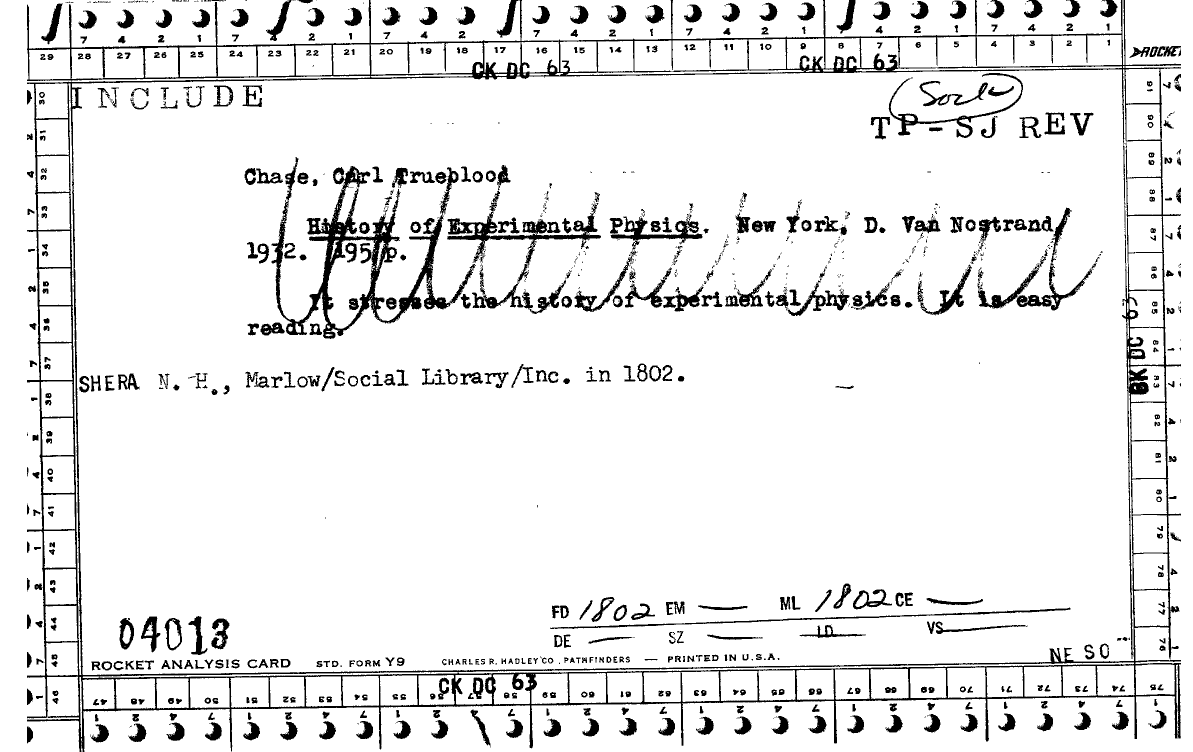 7 4 2 1 7 4 2 1 7 4 2 1 7 4 2 1 7 4 2 1 7 4 2 1 7 4 2 1
29 28 27 26 25 24 23 22 21 20 19 18 17 16 15 14 13 12 11 10 9 8 7 6 5 4 3 2 1
ROCKET
CK DC 63 CK DC 63
INCLUDE
TP-SJ REV
Chase, Carl Trueblood
History of Experimental Physics. New York, D. Van Nostrand,
1932. 195 p.
It stresses the history of experimental physics. It is easy
reading.
SHERA N. H., Marlow/Social Library/Inc. in 1802.
30 31 32 33 34 35 36 37 38 39 40 41 42 43 44 45 46
91 90 89 88 87 86 85 84 83 82 81 80 79 78 77 76
FD 1802 EM — ML 1802 CE —
DE — SZ — LD — VS —
04013
NE SO
ROCKET ANALYSIS CARD STD. FORM Y9 CHARLES R. HADLEY CO., PATHFINDERS — PRINTED IN U.S.A.
CK DC 63
47 48 49 50 51 52 53 54 55 56 57 58 59 60 61 62 63 64 65 66 67 68 69 70 71 72 73 74 75